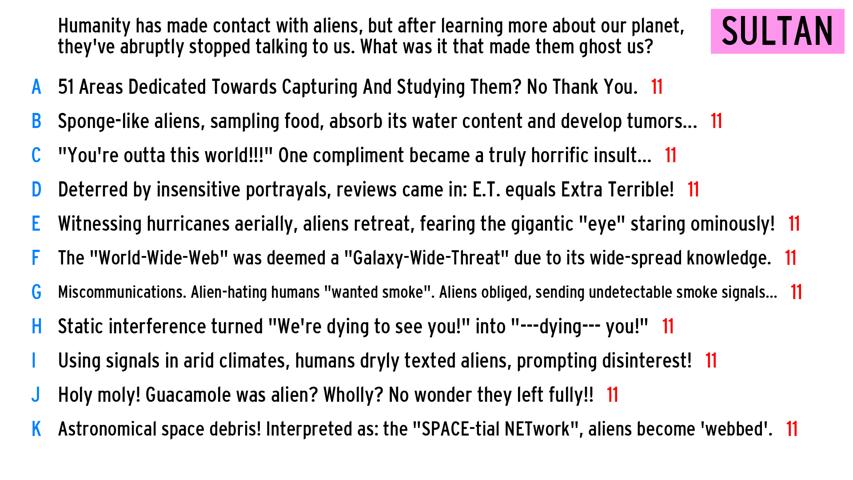 Humanity has made contact with aliens, but after learning more about our planet,
they've abruptly stopped talking to us. What was it that made them ghost us?
SULTAN
A 51 Areas Dedicated Towards Capturing And Studying Them? No Thank You. 11
B Sponge-like aliens, sampling food, absorb its water content and develop tumors... 11
C "You're outta this world!!!" One compliment became a truly horrific insult... 11
D Deterred by insensitive portrayals, reviews came in: E.T. equals Extra Terrible! 11
E Witnessing hurricanes aerially, aliens retreat, fearing the gigantic "eye" staring ominously! 11
F The "World-Wide-Web" was deemed a "Galaxy-Wide-Threat" due to its wide-spread knowledge. 11
G Miscommunications. Alien-hating humans "wanted smoke". Aliens obliged, sending undetectable smoke signals... 11
H Static interference turned "We're dying to see you!" into "---dying--- you!" 11
I Using signals in arid climates, humans dryly texted aliens, prompting disinterest! 11
J Holy moly! Guacamole was alien? Wholly? No wonder they left fully!! 11
K Astronomical space debris! Interpreted as: the "SPACE-tial NETwork", aliens become 'webbed'. 11